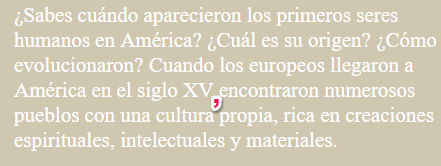 ¿Sabes cuándo aparecieron los primeros seres
humanos en América? ¿Cuál es su origen? ¿Cómo
evolucionaron? Cuando los europeos llegaron a
América en el siglo XV, encontraron numerosos
pueblos con una cultura propia, rica en creaciones
espirituales, intelectuales y materiales.